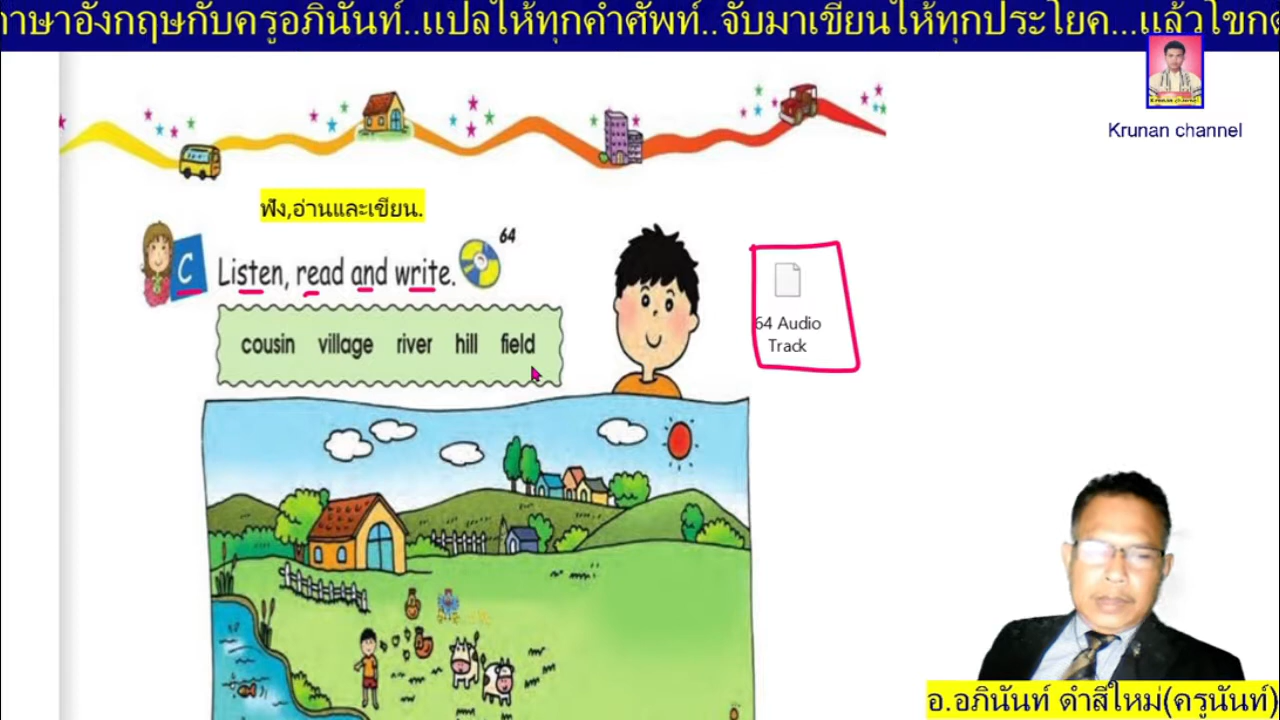 ภาษาอังกฤษกับครูอภินันท์..แปลให้ทุกคำศัพท์..จับมาเขียนให้ทุกประโยค...แล้วไขกด
Krunan channel
ฟัง,อ่านและเขียน.
C Listen, read and write. 64
cousin village river hill field
64 Audio
Track
อ.อภินันท์ ดำสีใหม่(ครูนันท์)